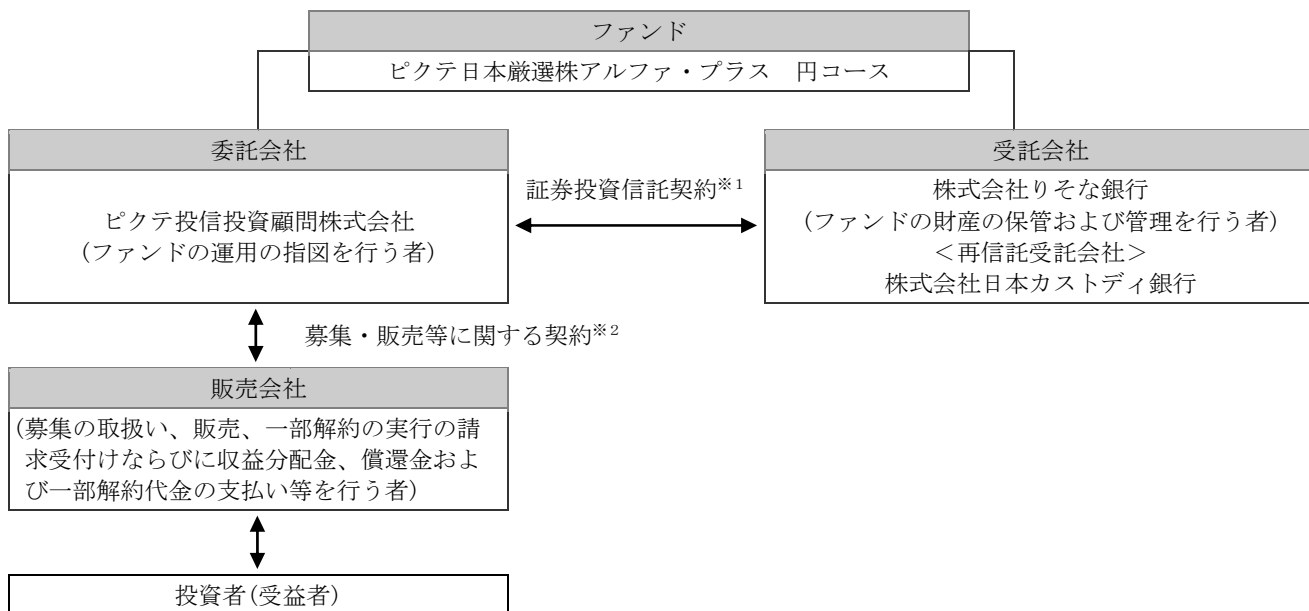 ファンド
ピクテ日本厳選株アルファ・プラス　円コース
委託会社
ピクテ投信投資顧問株式会社
(ファンドの運用の指図を行う者)
証券投資信託契約※1
受託会社
株式会社りそな銀行
(ファンドの財産の保管および管理を行う者)
＜再信託受託会社＞
株式会社日本カストディ銀行
募集・販売等に関する契約※2
販売会社
(募集の取扱い、販売、一部解約の実行の請
求受付けならびに収益分配金、償還金およ
び一部解約代金の支払い等を行う者)
投資者(受益者)